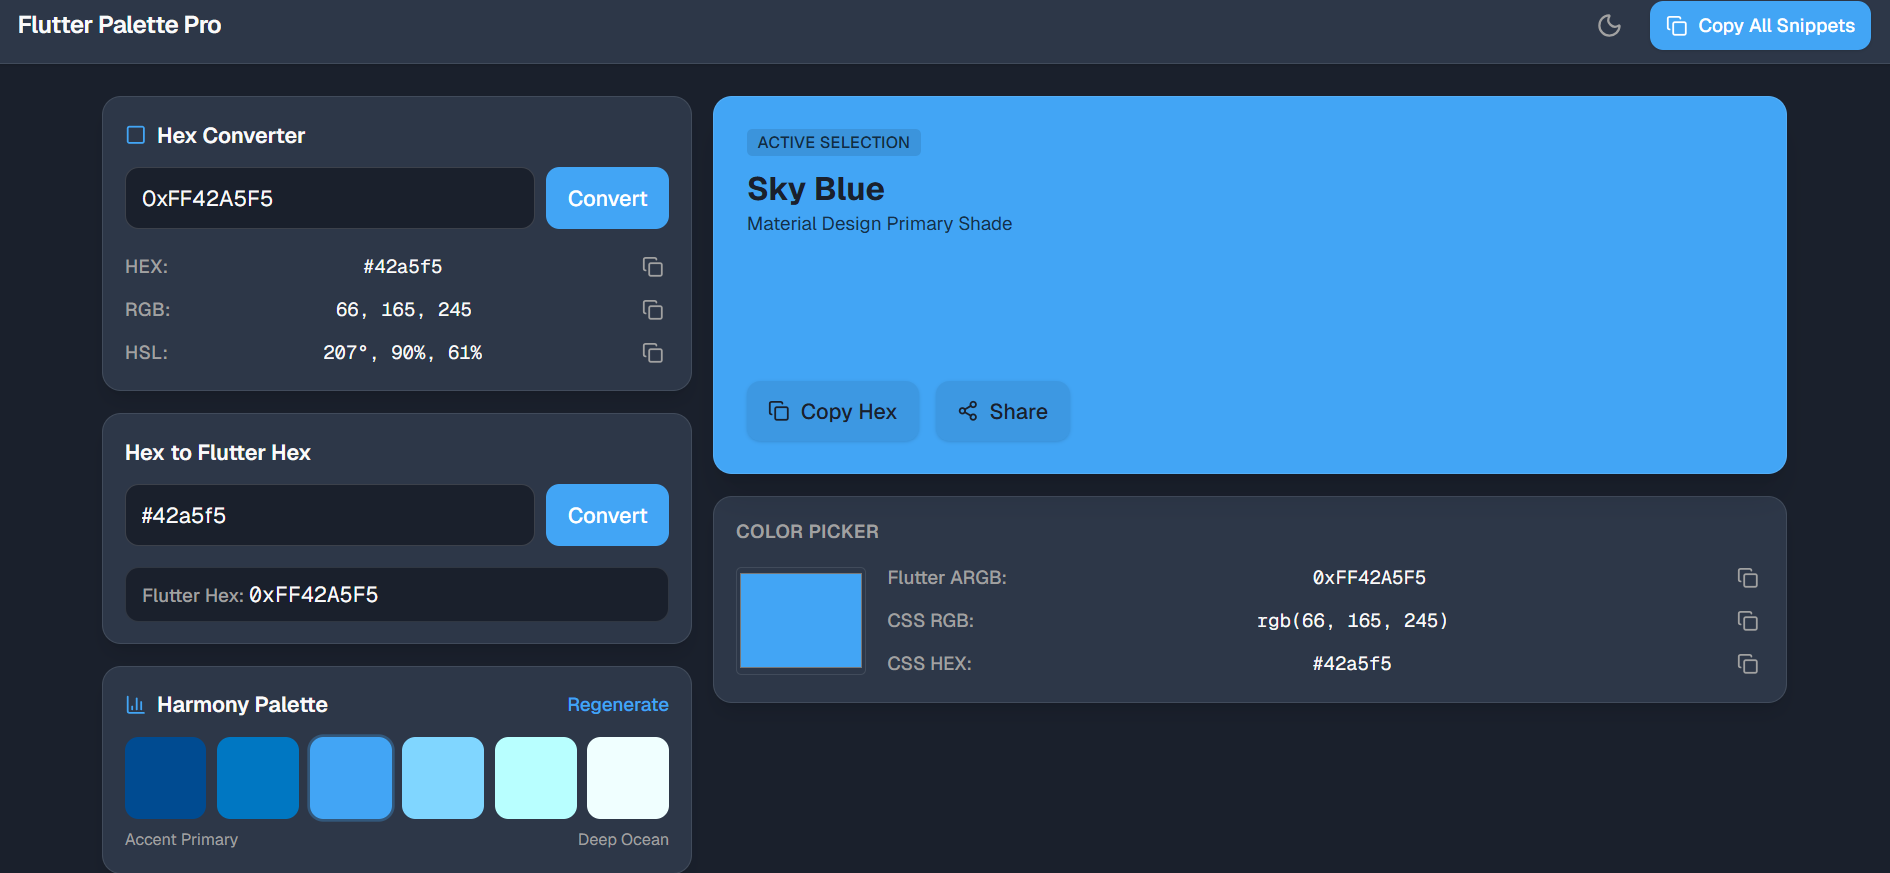 Flutter Palette Pro
Copy All Snippets
Hex Converter
0xFF42A5F5
Convert
HEX: #42a5f5
RGB: 66, 165, 245
HSL: 207°, 90%, 61%
Hex to Flutter Hex
#42a5f5
Convert
Flutter Hex: 0xFF42A5F5
Harmony Palette
Regenerate
Accent Primary
Deep Ocean
ACTIVE SELECTION
Sky Blue
Material Design Primary Shade
Copy Hex
Share
COLOR PICKER
Flutter ARGB: 0xFF42A5F5
CSS RGB: rgb(66, 165, 245)
CSS HEX: #42a5f5